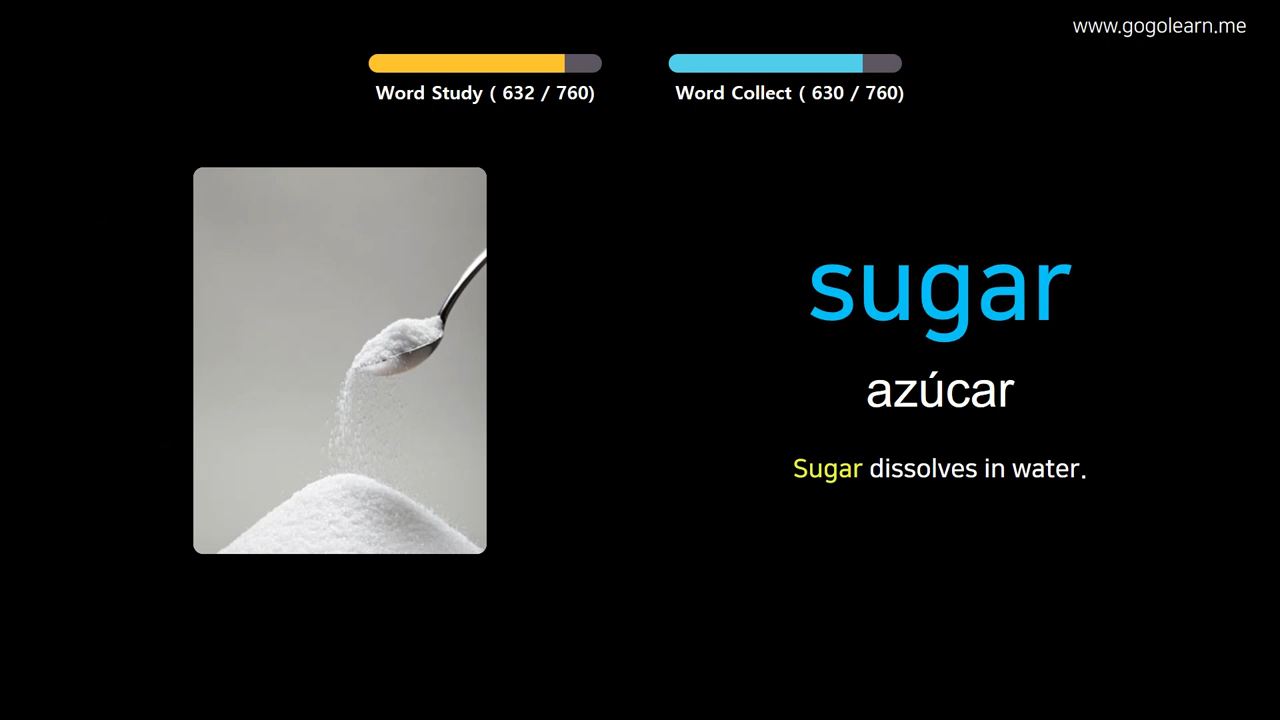 www.gogolearn.me
Word Study ( 632 / 760)
Word Collect ( 630 / 760)
sugar
azúcar
Sugar dissolves in water.